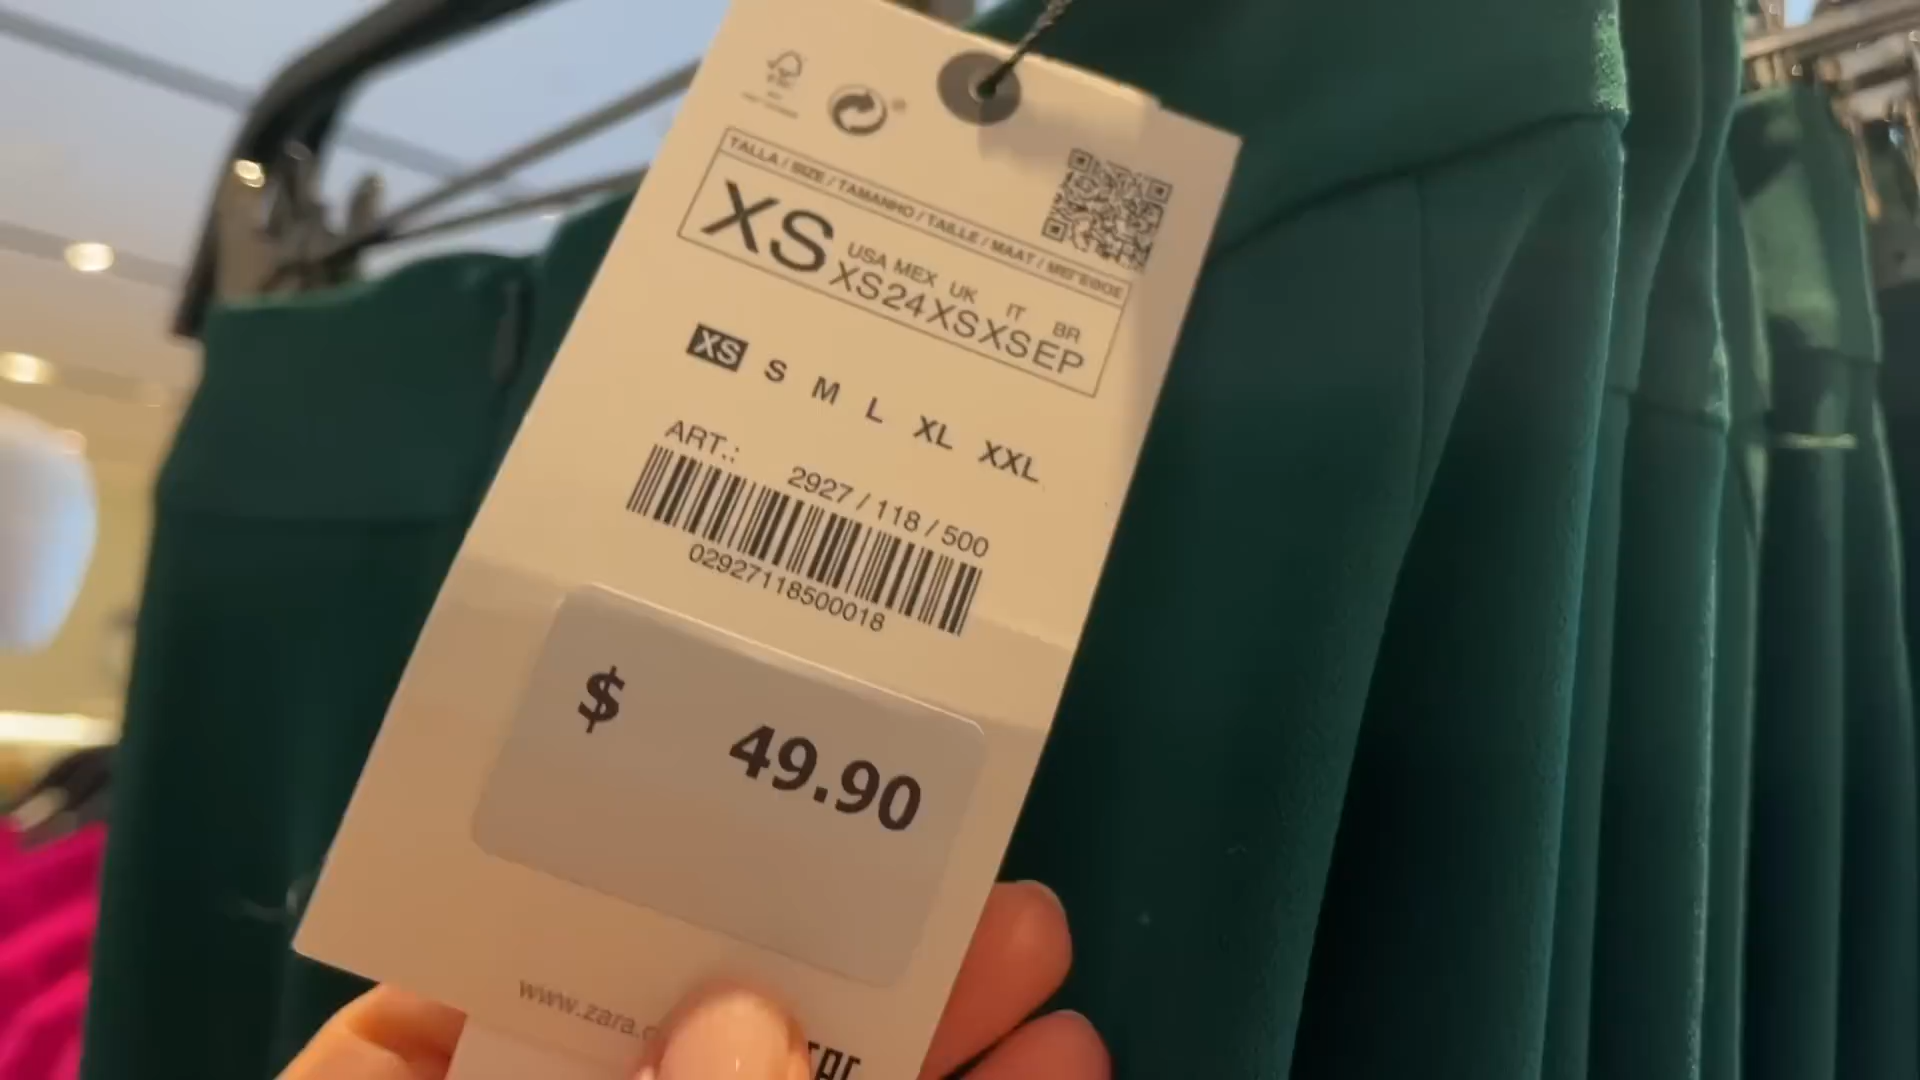 TALLA / SIZE / TAMANHO / TAILLE / MAAT / ΜΕΓΕΘΟΣ
XS
USA MEX UK IT BR
XS 24 XS XS EP
XS S M L XL XXL
ART.:
2927 / 118 / 500
02927118500018
$ 49.90
www.zara.c